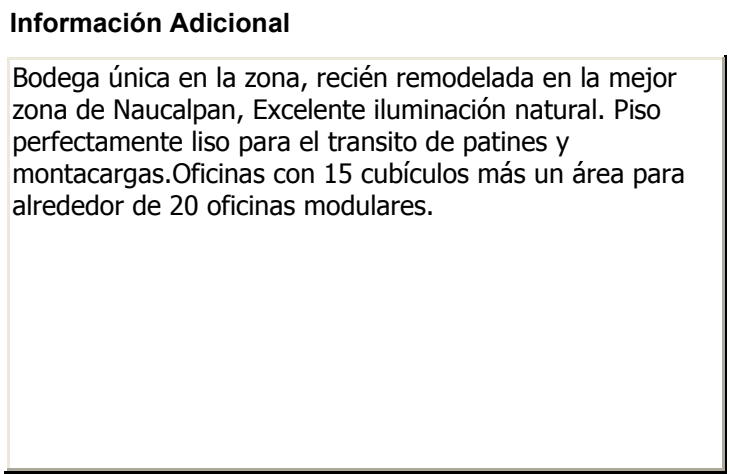 Información Adicional
Bodega única en la zona, recién remodelada en la mejor
zona de Naucalpan, Excelente iluminación natural. Piso
perfectamente liso para el transito de patines y
montacargas.Oficinas con 15 cubículos más un área para
alrededor de 20 oficinas modulares.